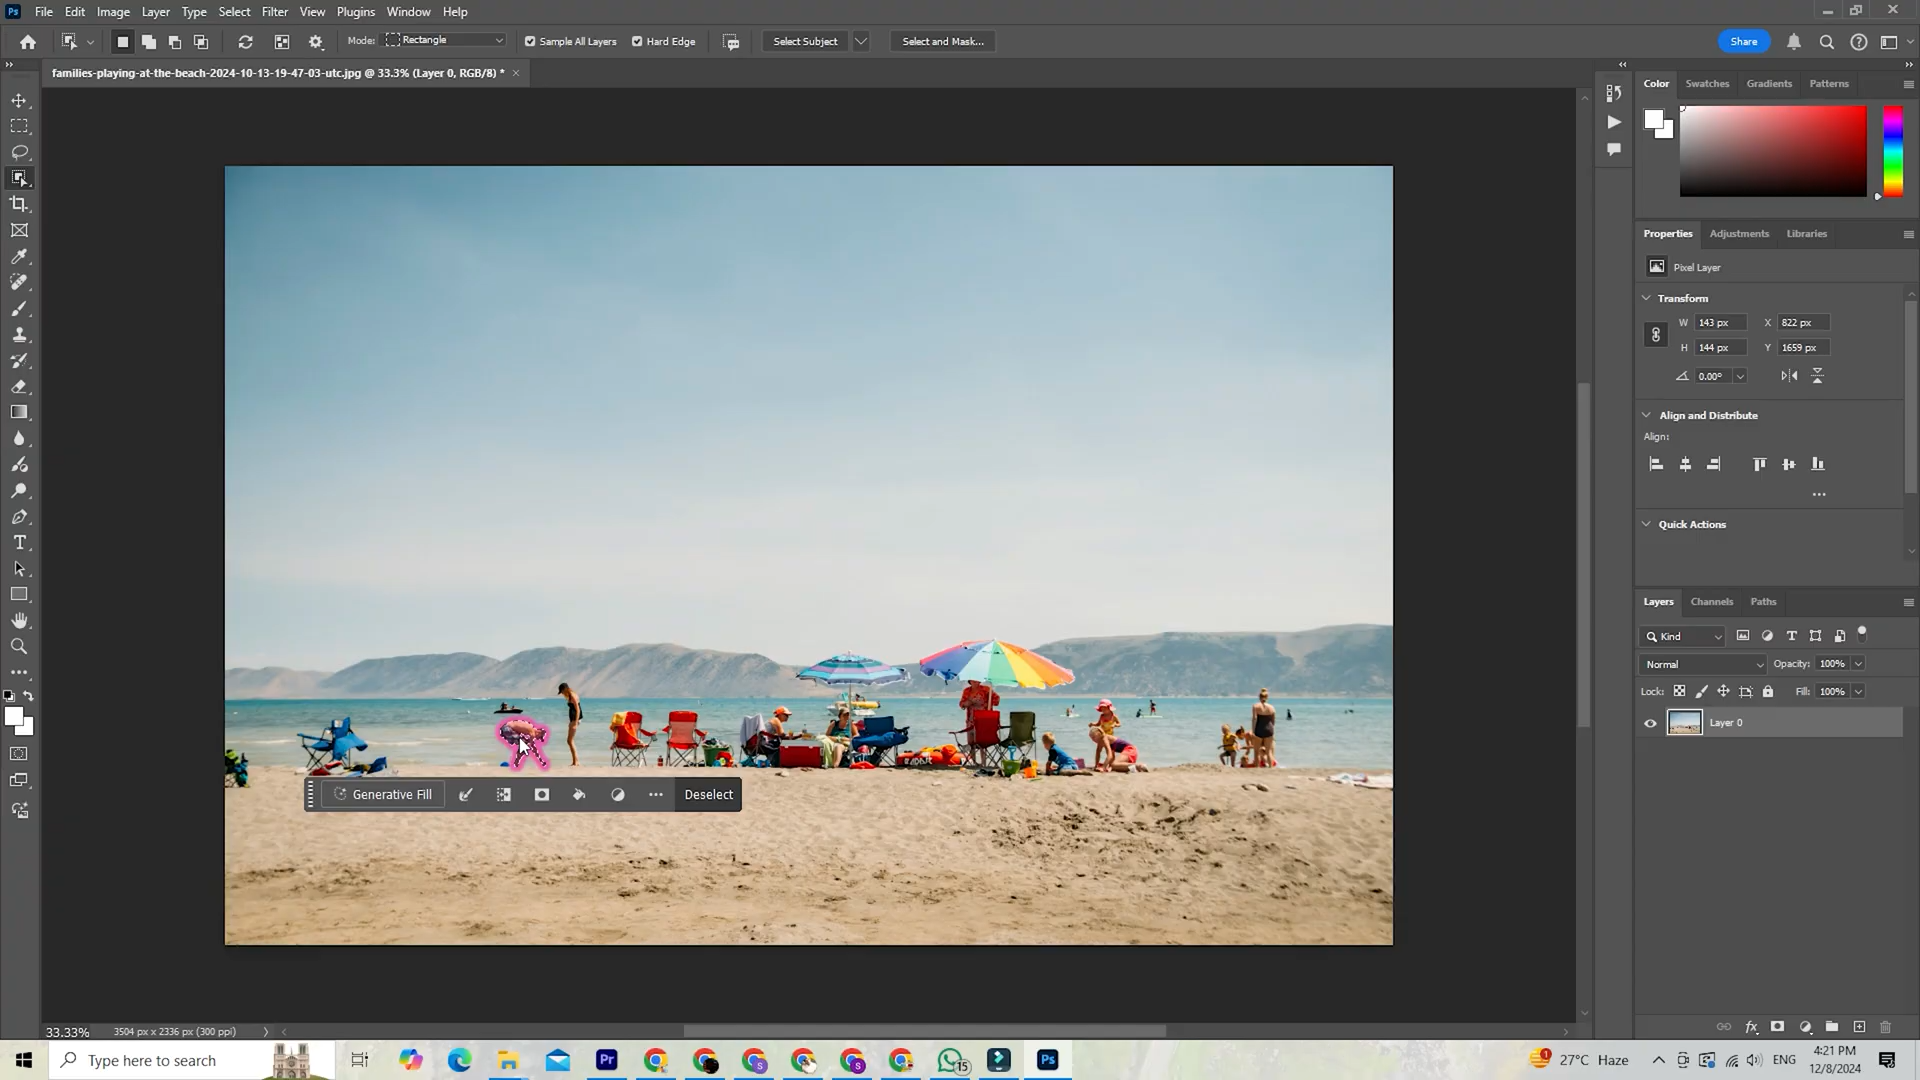 Ps File Edit Image Layer Type Select Filter View Plugins Window Help
Mode: Rectangle Sample All Layers Hard Edge Select Subject Select and Mask... Share
families-playing-at-the-beach-2024-10-13-19-47-03-utc.jpg @ 33.3% (Layer 0, RGB/8) *
Color Swatches Gradients Patterns
Properties Adjustments Libraries
Pixel Layer
Transform
W 143 px X 822 px
H 144 px Y 1659 px
0.00°
Align and Distribute
Align:
Quick Actions
Layers Channels Paths
Kind
Normal Opacity: 100%
Lock: Fill: 100%
Layer 0
Generative Fill Deselect
33.33% 3504 px x 2336 px (300 ppi)
Type here to search Pr 15 Ps 1 27°C Haze ENG 4:21 PM
12/8/2024